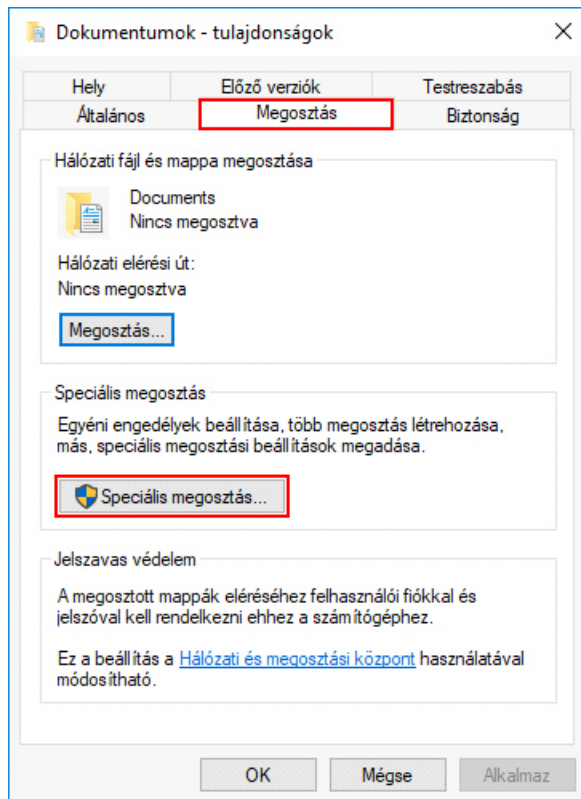 Dokumentumok - tulajdonságok
Hely Előző verziók Testreszabás
Általános Megosztás Biztonság
Hálózati fájl és mappa megosztása
Documents
Nincs megosztva
Hálózati elérési út:
Nincs megosztva
Megosztás...
Speciális megosztás
Egyéni engedélyek beállítása, több megosztás létrehozása,
más, speciális megosztási beállítások megadása.
Speciális megosztás...
Jelszavas védelem
A megosztott mappák eléréséhez felhasználói fiókkal és
jelszóval kell rendelkezni ehhez a számítógéphez.
Ez a beállítás a Hálózati és megosztási központ használatával
módosítható.
OK Mégse Alkalmaz